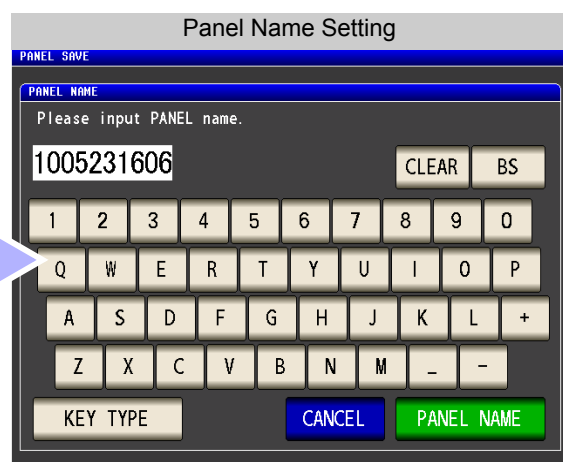 Panel Name Setting
PANEL SAVE
PANEL NAME
Please input PANEL name.
1005231606
CLEAR BS
1 2 3 4 5 6 7 8 9 0
Q W E R T Y U I O P
A S D F G H J K L +
Z X C V B N M _ -
KEY TYPE CANCEL PANEL NAME